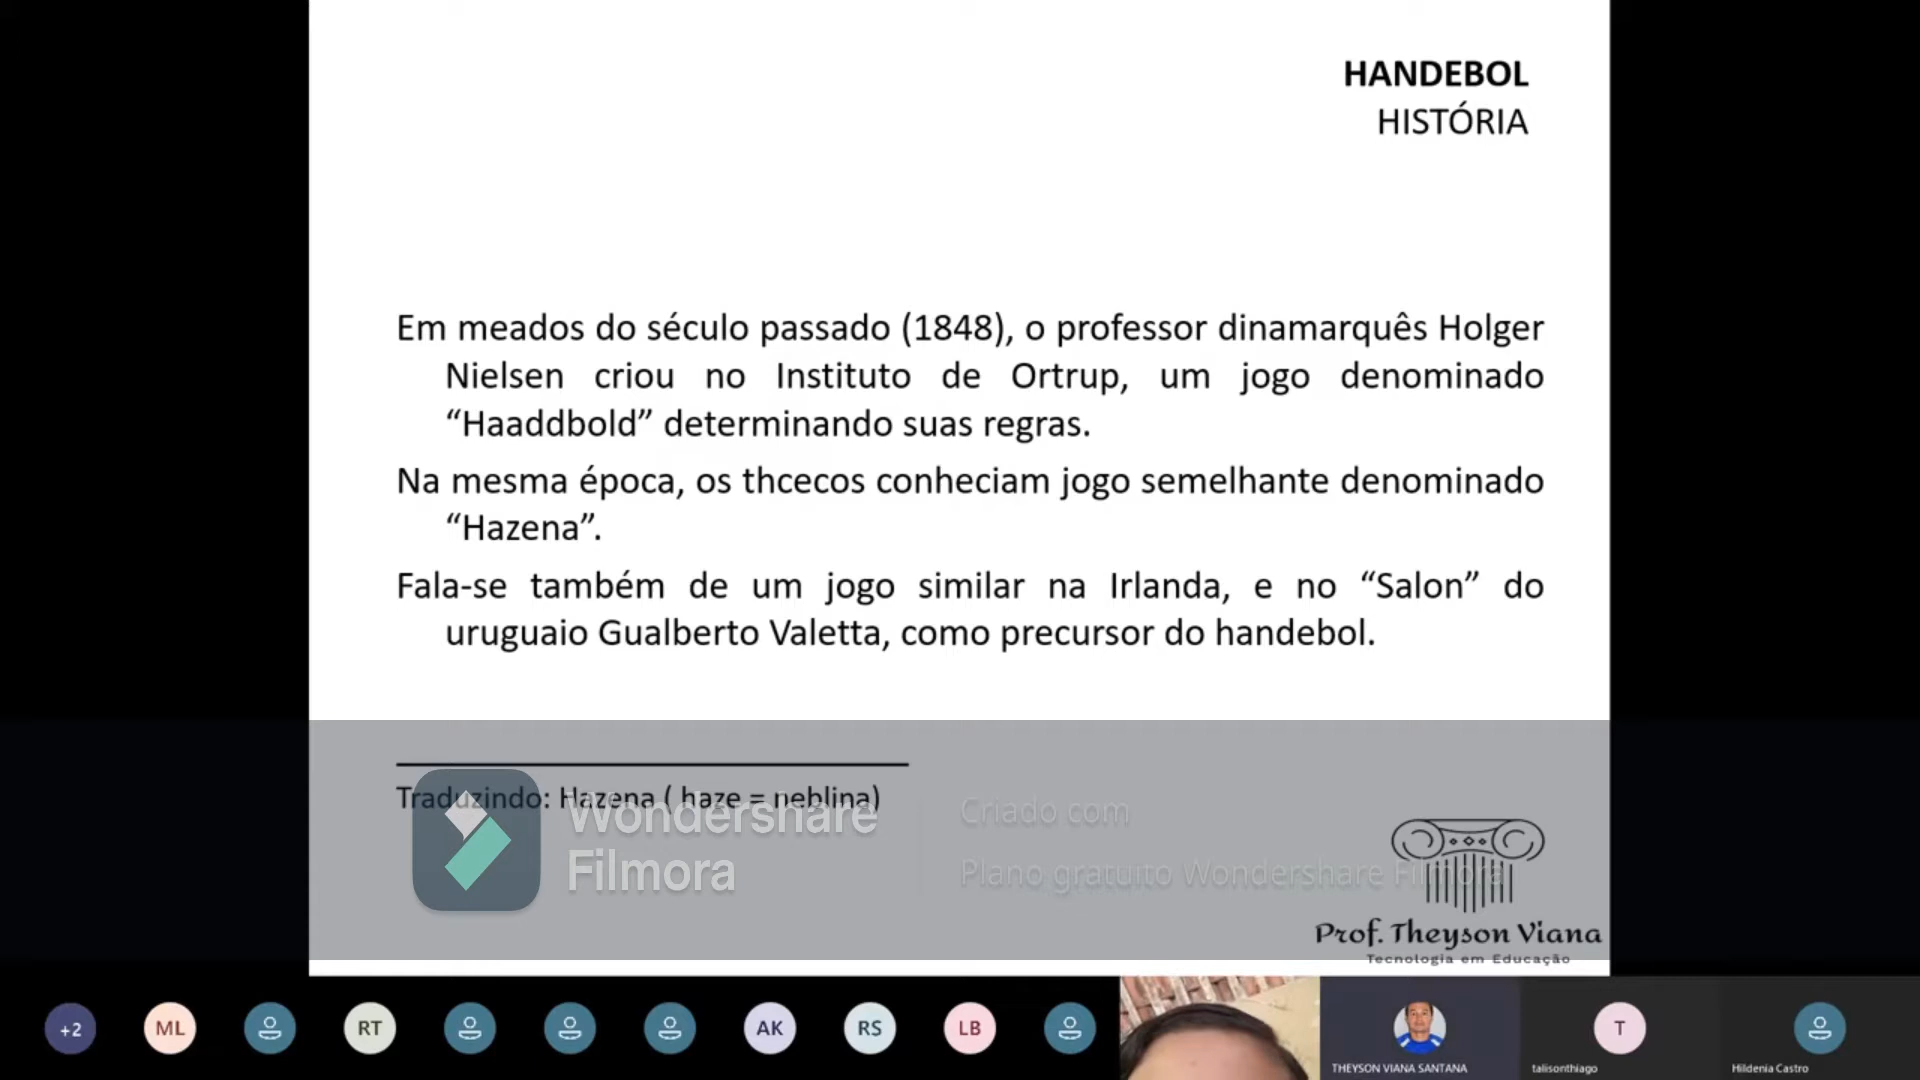 HANDEBOL
HISTÓRIA
Em meados do século passado (1848), o professor dinamarquês Holger
Nielsen criou no Instituto de Ortrup, um jogo denominado
“Haaddbold” determinando suas regras.
Na mesma época, os thcecos conheciam jogo semelhante denominado
“Hazena”.
Fala-se também de um jogo similar na Irlanda, e no “Salon” do
uruguaio Gualberto Valetta, como precursor do handebol.
Traduzindo: Hazena ( haze = neblina)
Wondershare
Filmora
Criado com
Plano gratuito Wondershare Filmora
Prof. Theyson Viana
Tecnologia em Educação
+2
ML
RT
AK
RS
LB
T
THEYSON VIANA SANTANA
talisonthiago
Hildenia Castro